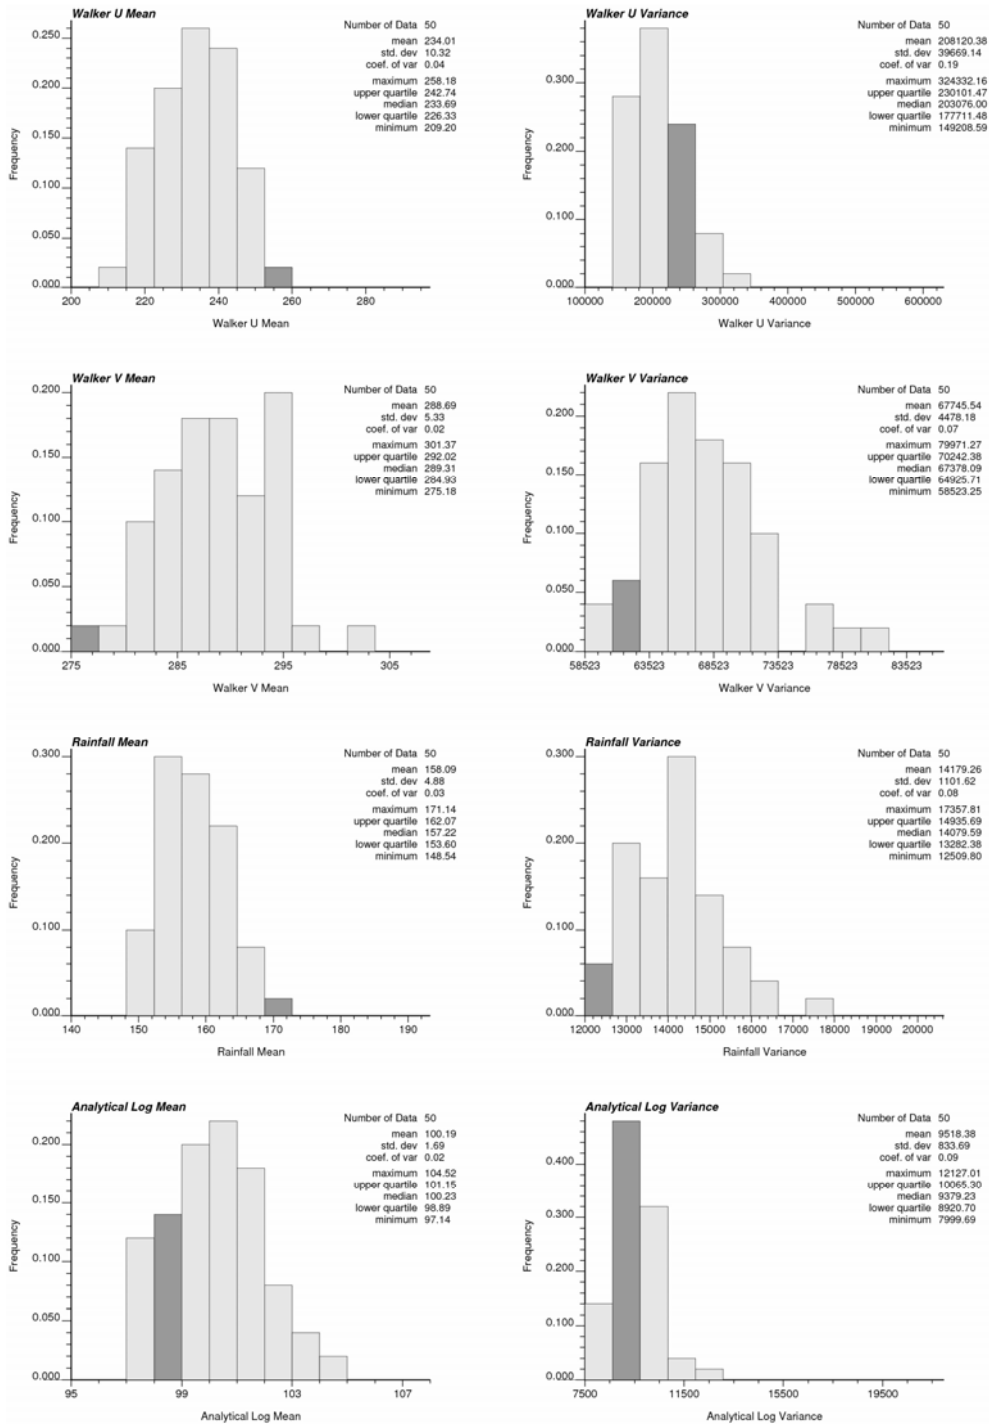 Walker U Mean
Number of Data 50
mean 234.01
std. dev 10.32
coef. of var 0.04
maximum 258.18
upper quartile 242.74
median 233.69
lower quartile 226.33
minimum 209.20
Frequency
0.250
0.200
0.150
0.100
0.050
0.000
200 220 240 260 280
Walker U Mean
Walker U Variance
Number of Data 50
mean 208120.38
std. dev 39669.14
coef. of var 0.19
maximum 324332.16
upper quartile 230101.47
median 203076.00
lower quartile 177711.48
minimum 149208.59
Frequency
0.300
0.200
0.100
0.000
100000 200000 300000 400000 500000 600000
Walker U Variance
Walker V Mean
Number of Data 50
mean 288.69
std. dev 5.33
coef. of var 0.02
maximum 301.37
upper quartile 292.02
median 289.31
lower quartile 284.93
minimum 275.18
Frequency
0.200
0.150
0.100
0.050
0.000
275 285 295 305
Walker V Mean
Walker V Variance
Number of Data 50
mean 67745.54
std. dev 4478.18
coef. of var 0.07
maximum 79971.27
upper quartile 70242.38
median 67378.09
lower quartile 64925.71
minimum 58523.25
Frequency
0.200
0.150
0.100
0.050
0.000
58523 63523 68523 73523 78523 83523
Walker V Variance
Rainfall Mean
Number of Data 50
mean 158.09
std. dev 4.88
coef. of var 0.03
maximum 171.14
upper quartile 162.07
median 157.22
lower quartile 153.60
minimum 148.54
Frequency
0.300
0.200
0.100
0.000
140 150 160 170 180 190
Rainfall Mean
Rainfall Variance
Number of Data 50
mean 14179.26
std. dev 1101.62
coef. of var 0.08
maximum 17357.81
upper quartile 14935.69
median 14079.59
lower quartile 13282.38
minimum 12509.80
Frequency
0.300
0.200
0.100
0.000
12000 13000 14000 15000 16000 17000 18000 19000 20000
Rainfall Variance
Analytical Log Mean
Number of Data 50
mean 100.19
std. dev 1.69
coef. of var 0.02
maximum 104.52
upper quartile 101.15
median 100.23
lower quartile 98.89
minimum 97.14
Frequency
0.200
0.150
0.100
0.050
0.000
95 99 103 107
Analytical Log Mean
Analytical Log Variance
Number of Data 50
mean 9518.38
std. dev 833.69
coef. of var 0.09
maximum 12127.01
upper quartile 10065.30
median 9379.23
lower quartile 8920.70
minimum 7999.69
Frequency
0.400
0.300
0.200
0.100
0.000
7500 11500 15500 19500
Analytical Log Variance